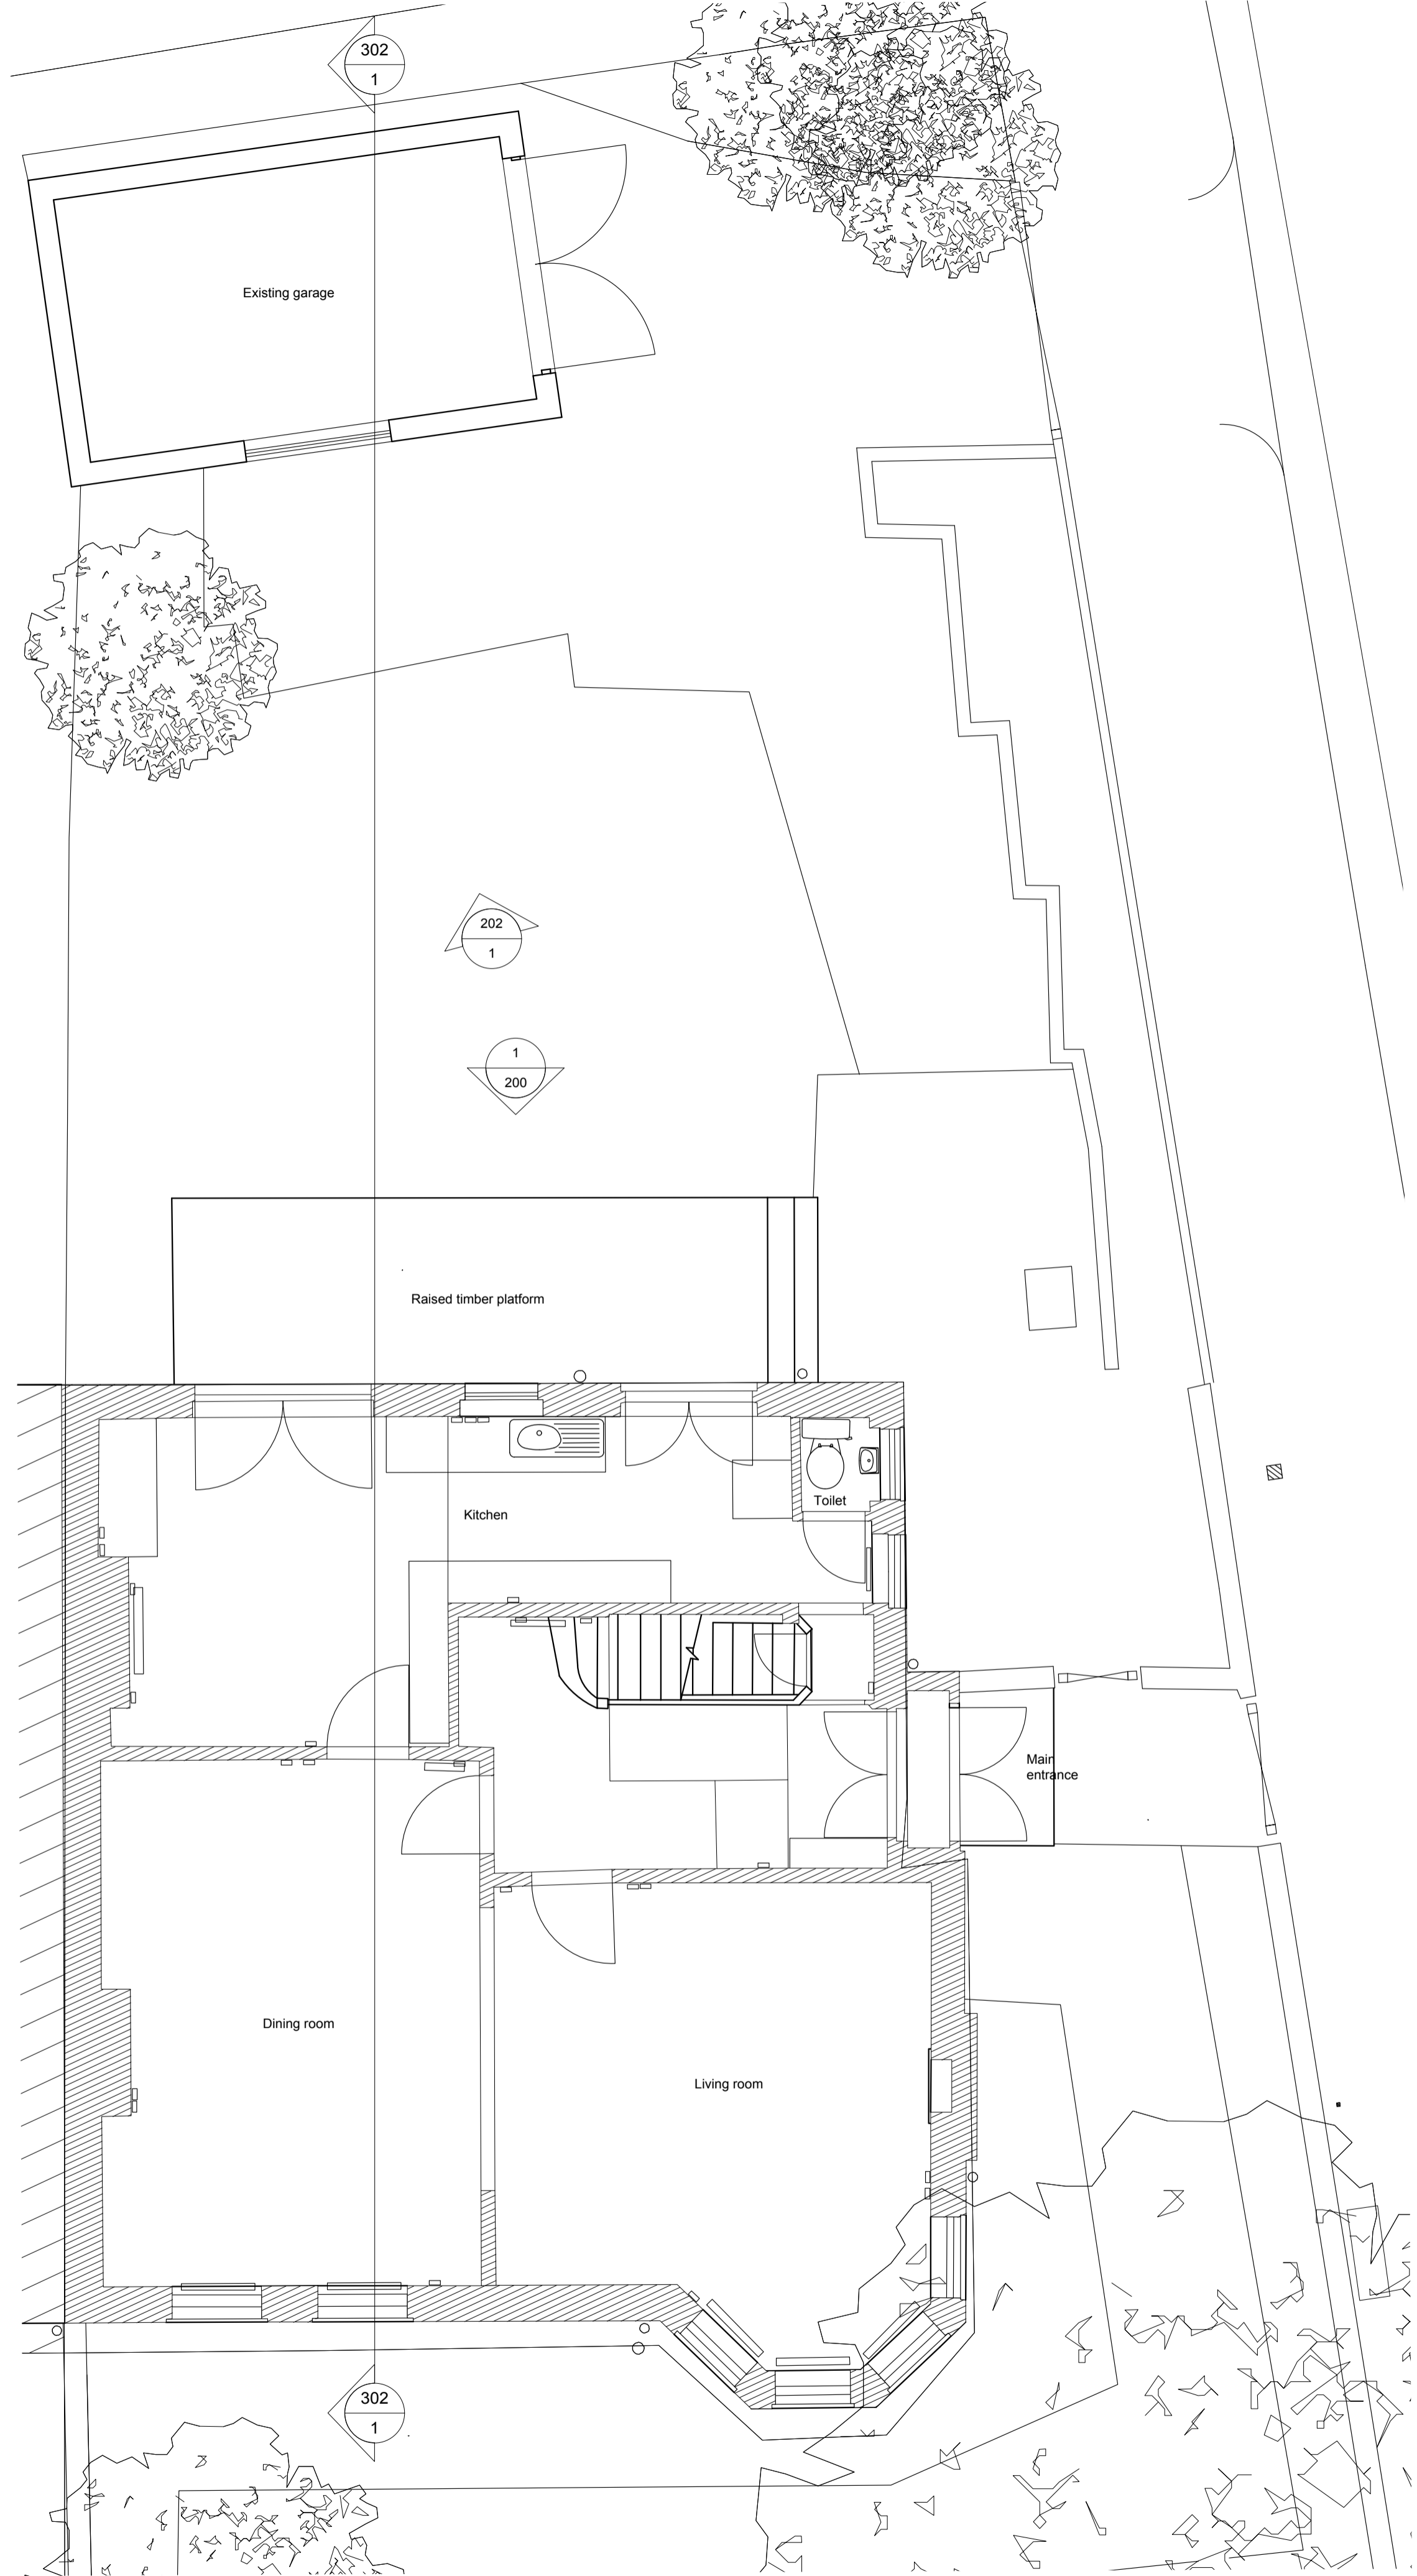 302
1
Existing garage
202
1
1
200
Raised timber platform
Toilet
Kitchen
Main
entrance
Dining room
Living room
302
1